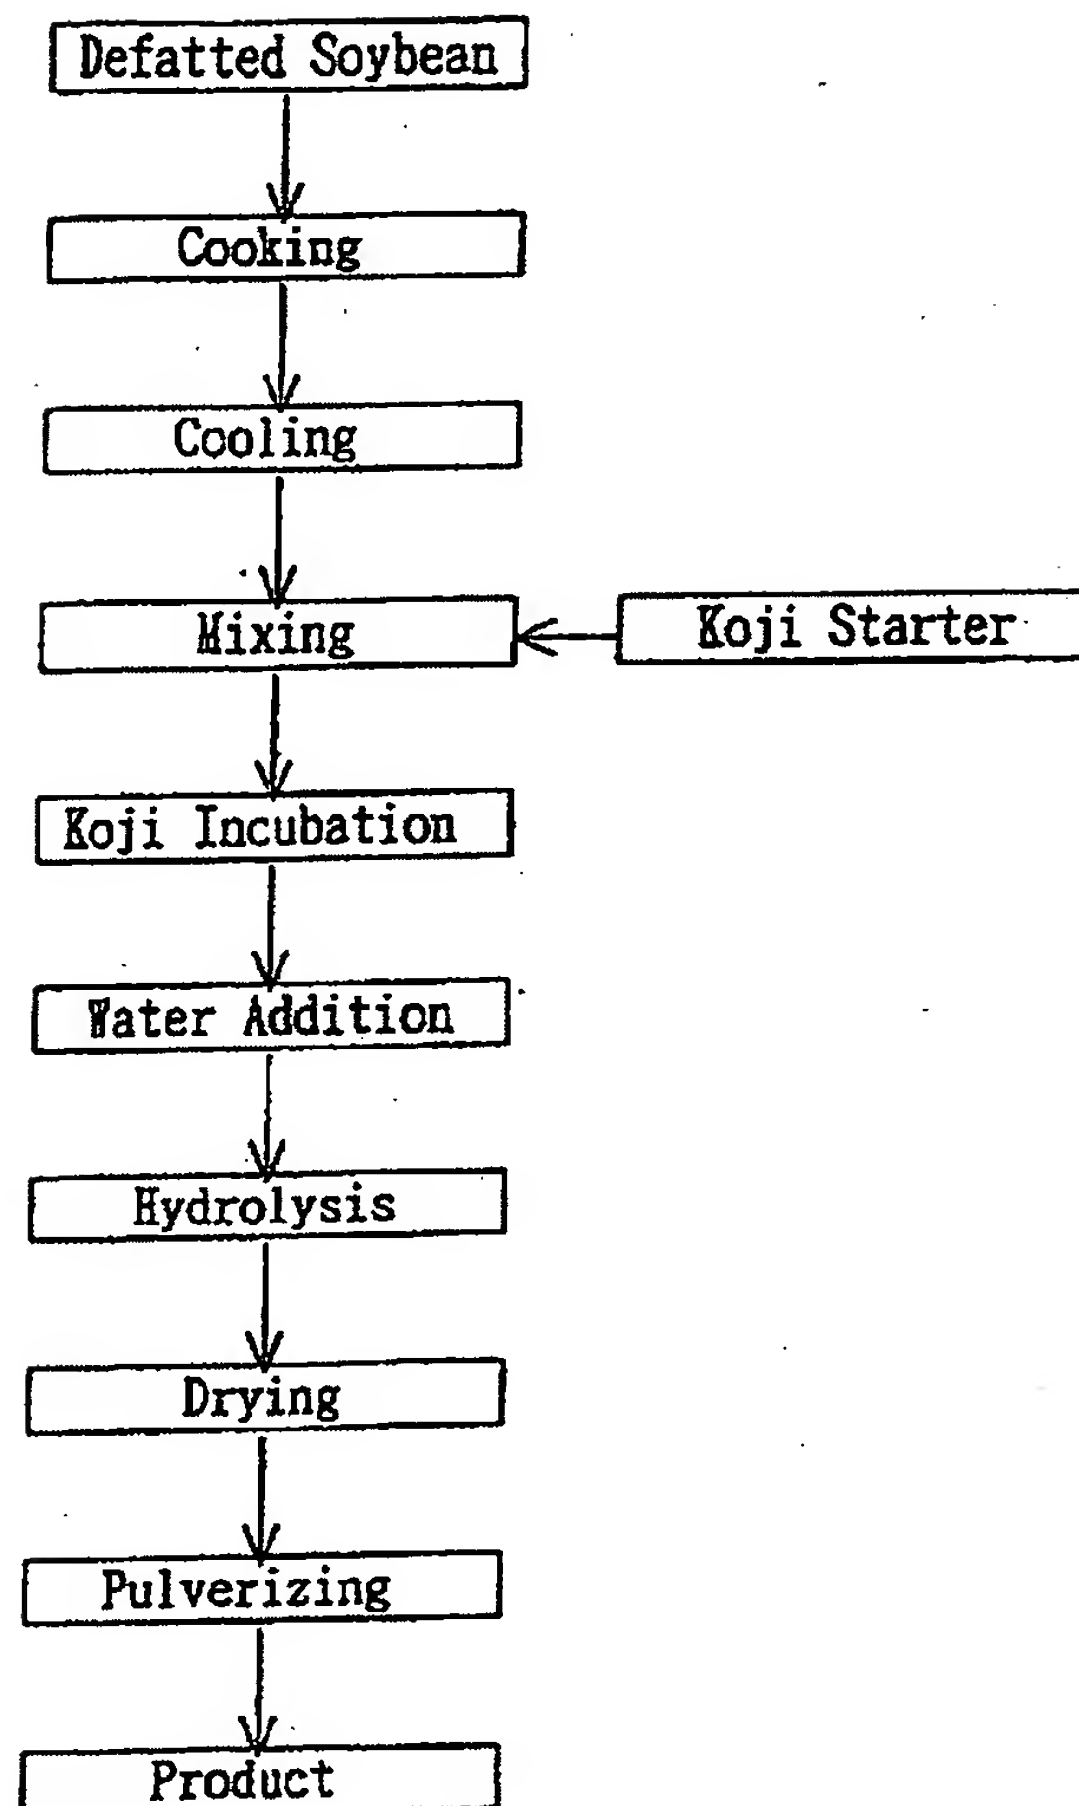 Defatted Soybean
Cooking
Cooling
Mixing
Koji Starter
Koji Incubation
Water Addition
Hydrolysis
Drying
Pulverizing
Product